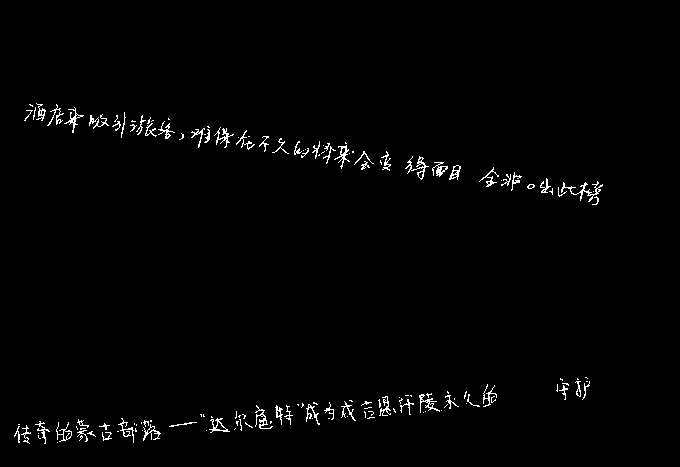 酒店来吸引旅客，难保在不久的将来会变得面目全非。出此榜
传奇的蒙古部落——“达尔扈特”成为成吉思汗陵永久的守护